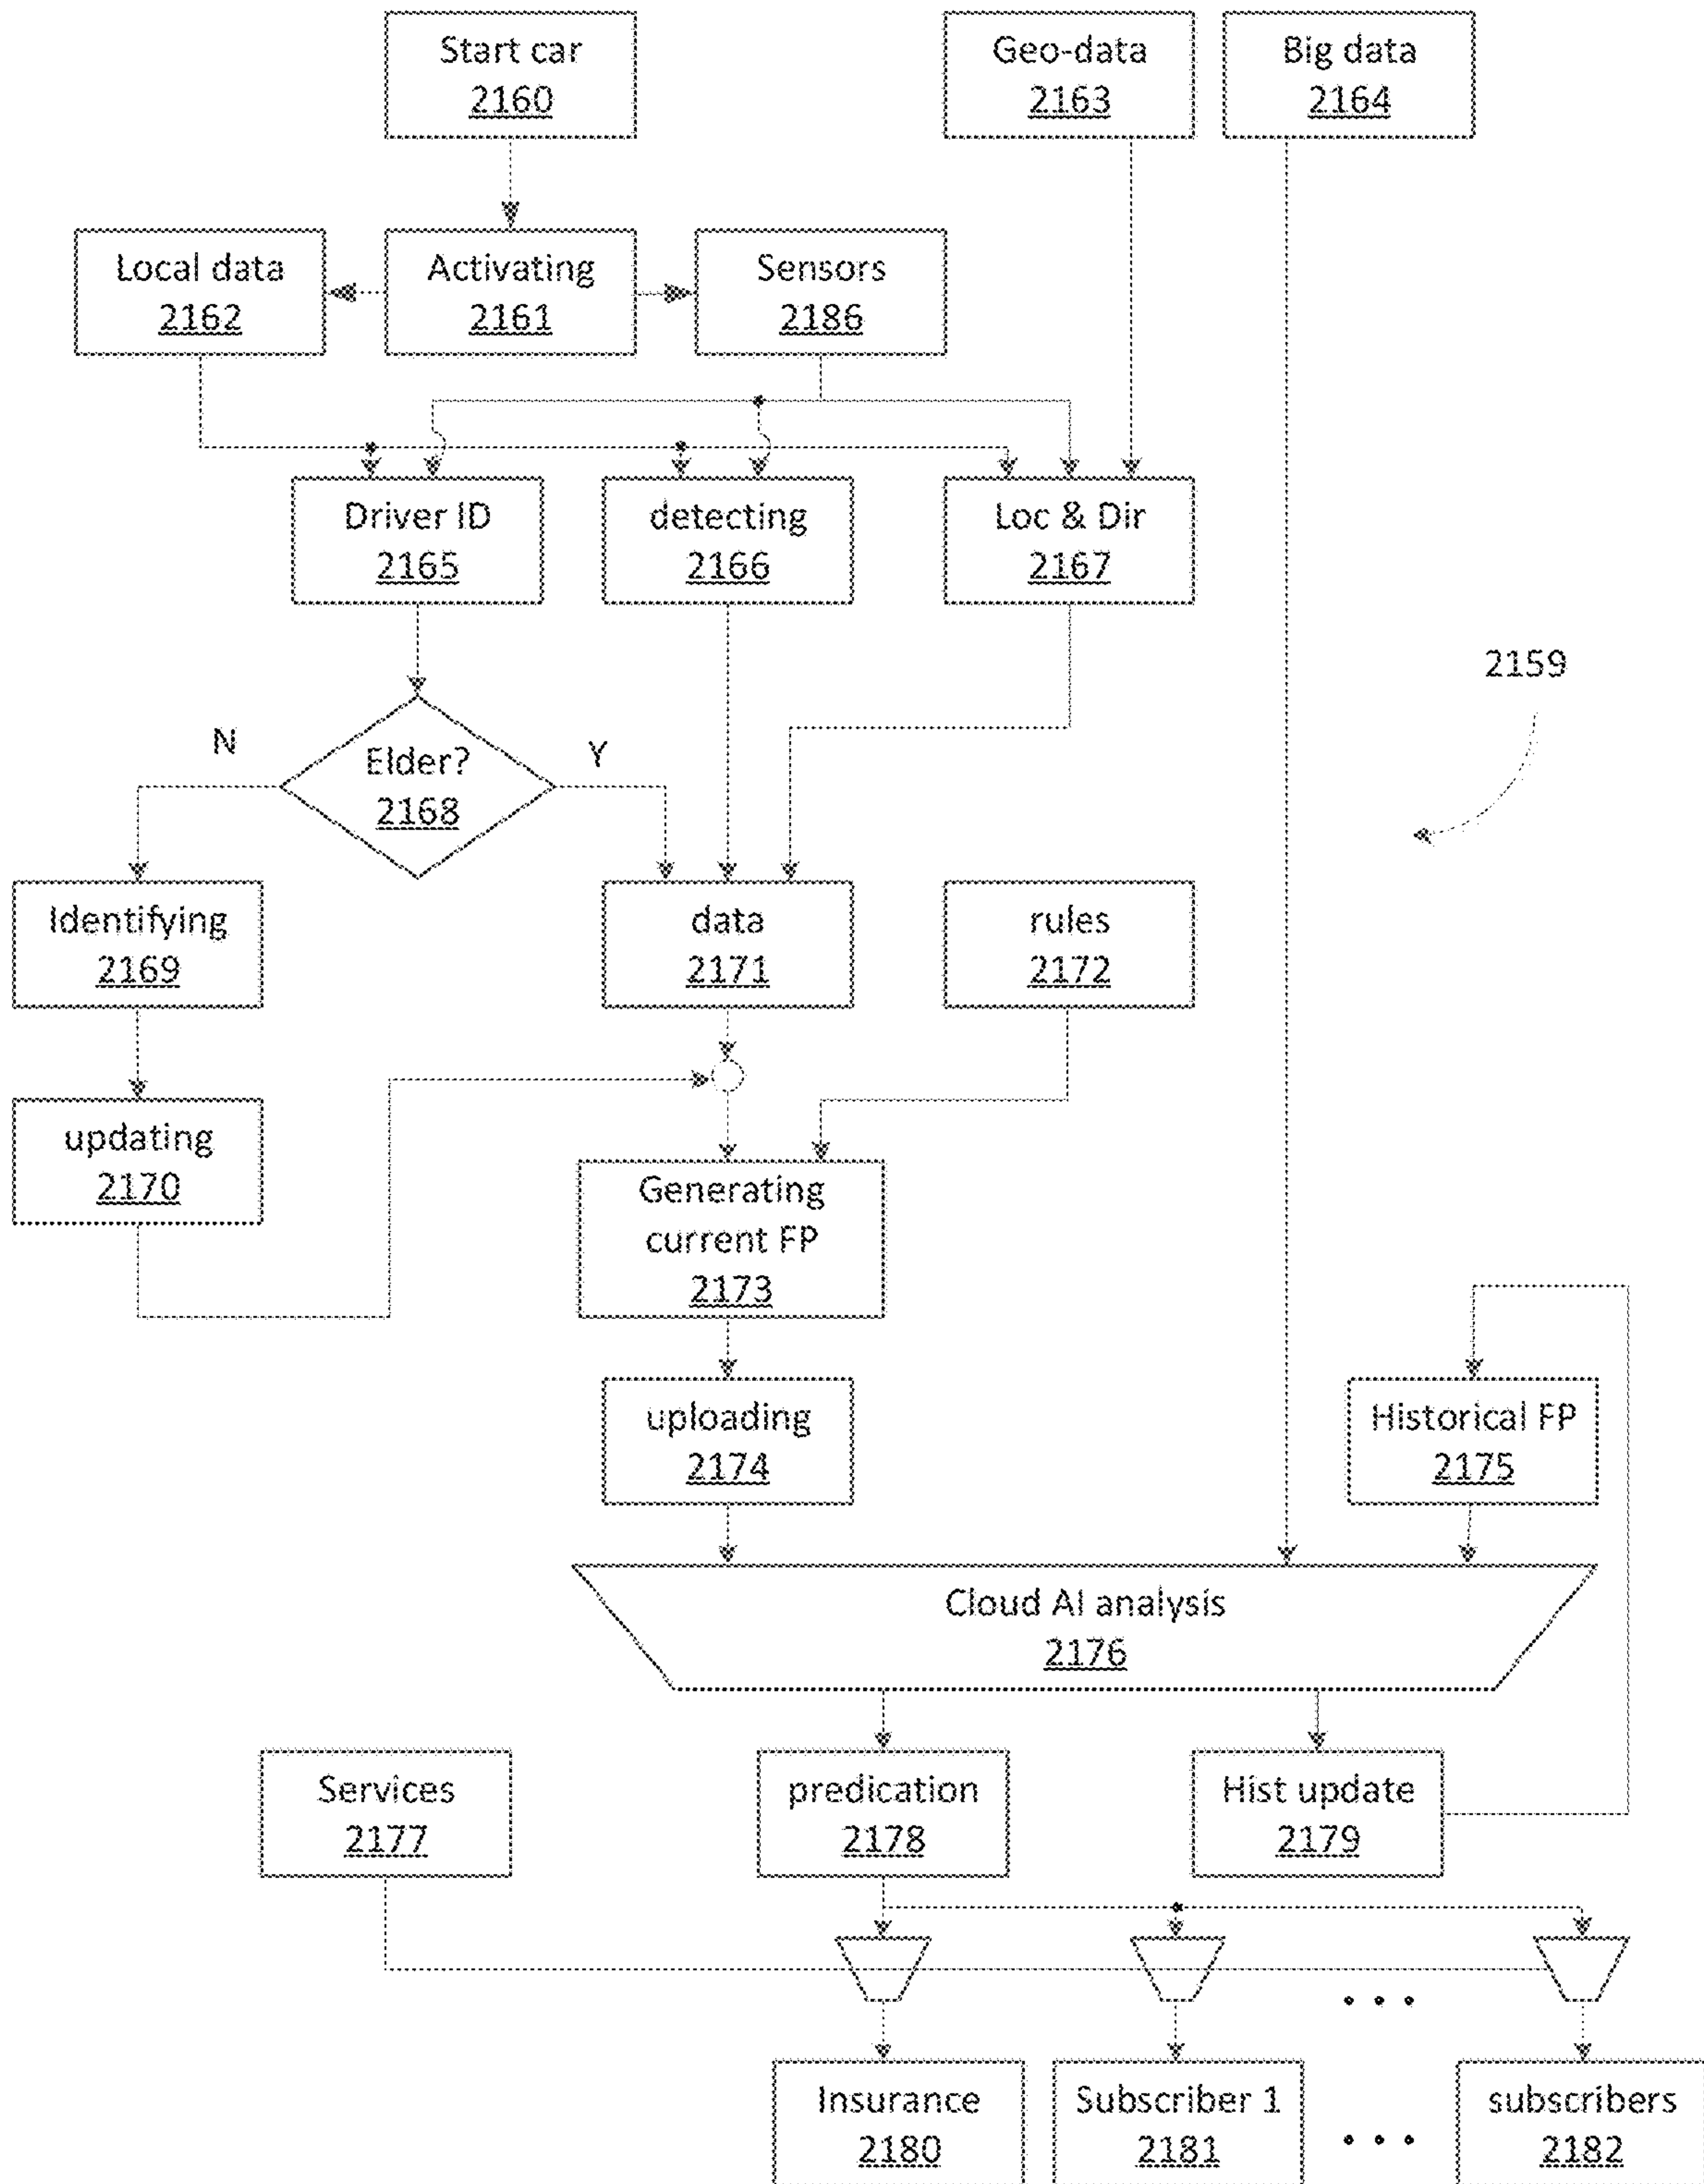 Start car
2160
Geo-data
2163
Big data
2164
Local data
2162
Activating
2161
Sensors
2186
Driver ID
2165
detecting
2166
Loc & Dir
2167
2159
N
Elder?
2168
Y
Identifying
2169
data
2171
rules
2172
updating
2170
Generating
current FP
2173
uploading
2174
Historical FP
2175
Cloud AI analysis
2176
Services
2177
predication
2178
Hist update
2179
Insurance
2180
Subscriber 1
2181
subscribers
2182